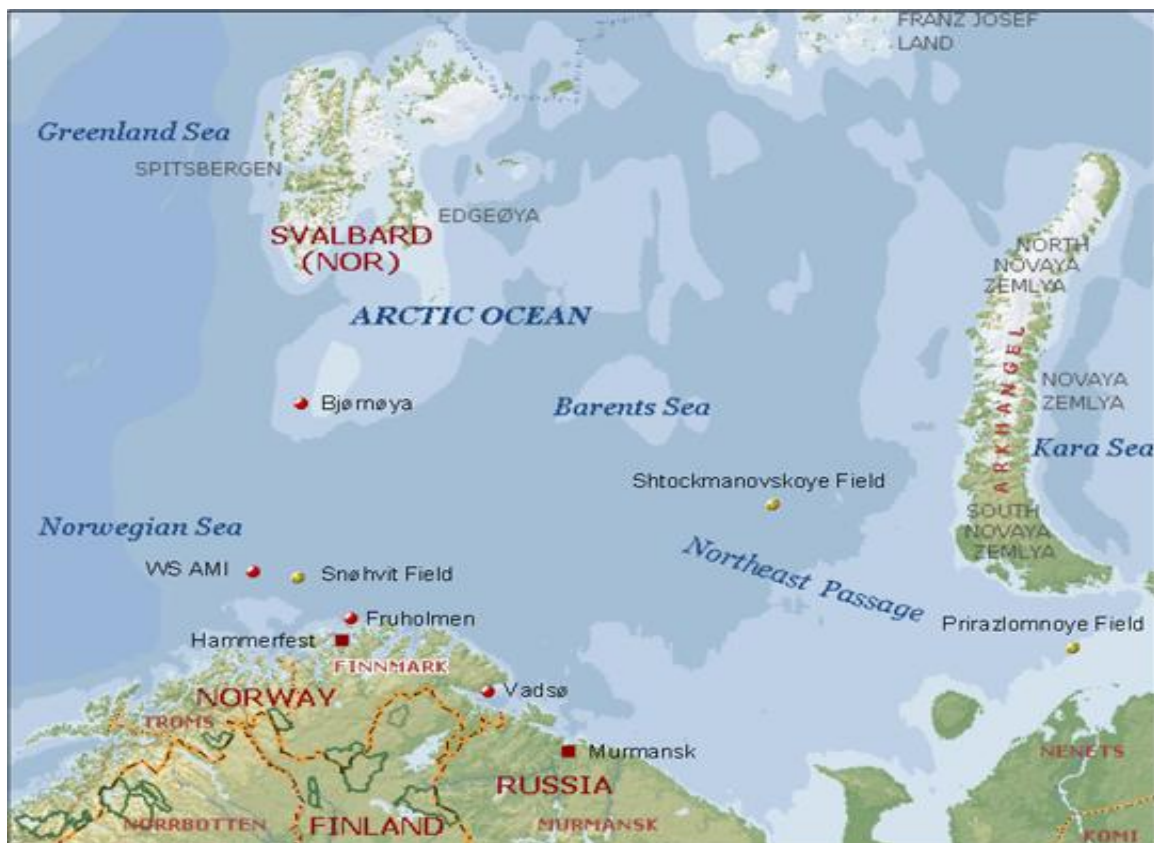 FRANZ JOSEF
LAND
Greenland Sea
SPITSBERGEN
EDGEØYA
SVALBARD
(NOR)
NORTH
NOVAYA
ZEMLYA
ARCTIC OCEAN
ARKHANGEL
NOVAYA
ZEMLYA
Bjørnøya
Barents Sea
Kara Sea
Shtockmanovskoye Field
SOUTH
NOVAYA
ZEMLYA
Norwegian Sea
Northeast Passage
WS AMI
Snøhvit Field
Fruholmen
Prirazlomnoye Field
Hammerfest
FINNMARK
NORWAY
Vadsø
TROMS
Murmansk
NENETS
RUSSIA
NORRBOTTEN
FINLAND
MURMANSK
KOMI